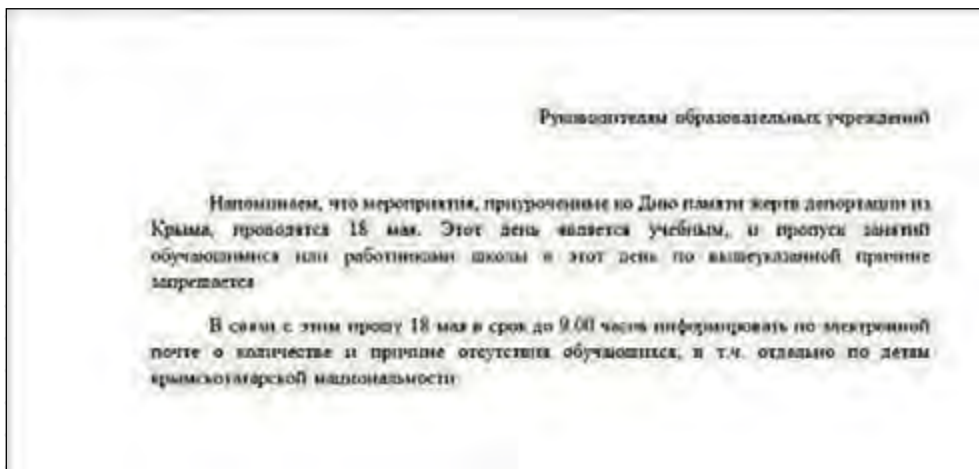 Руководителям образовательных учреждений
Напоминаем, что мероприятия, приуроченные ко Дню памяти жертв депортации из
Крыма, проводятся 18 мая. Этот день является учебным, и пропуск занятий
обучающимися или работниками школы в этот день по вышеуказанной причине
запрещается
В связи с этим прошу 18 мая в срок до 9.00 часов информировать по электронной
почте о количестве и причине отсутствия обучающихся, в т.ч. отдельно по детям
крымскотатарской национальности